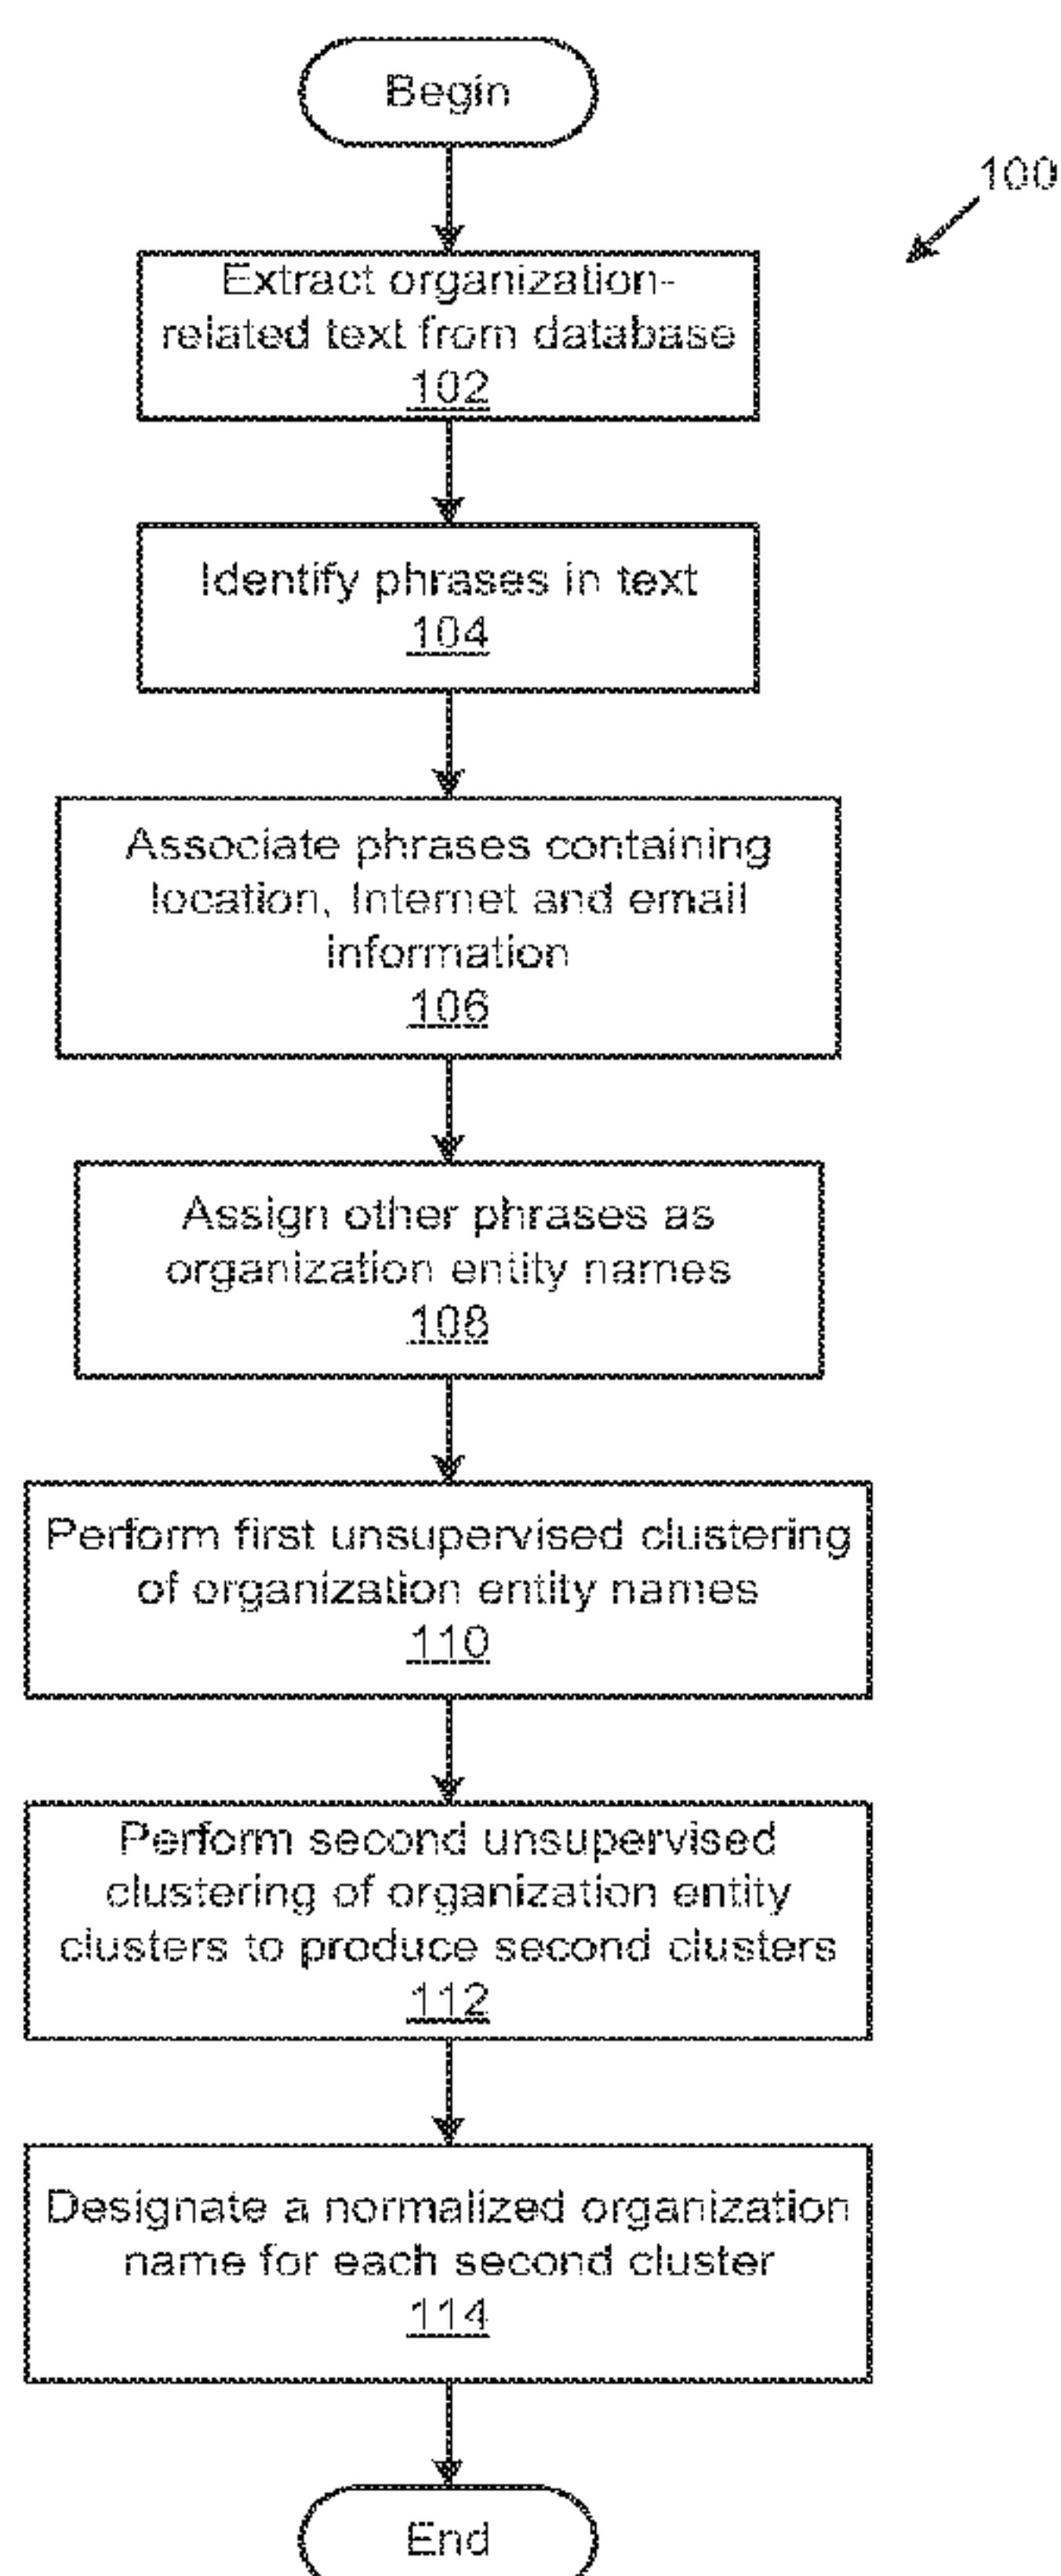 Begin
100
Extract organization-
related text from database
102
Identify phrases in text
104
Associate phrases containing
location, Internet and email
information
106
Assign other phrases as
organization entity names
108
Perform first unsupervised clustering
of organization entity names
110
Perform second unsupervised
clustering of organization entity
clusters to produce second clusters
112
Designate a normalized organization
name for each second cluster
114
End